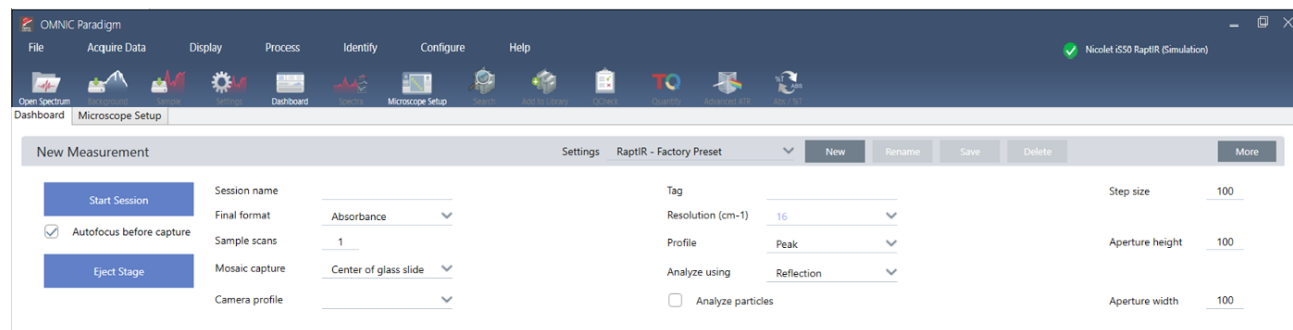 OMNIC Paradigm
File Acquire Data Display Process Identify Configure Help Nicolet iS50 RaptIR (Simulation)
Open Spectrum Background Sample Settings Dashboard Spectra Microscope Setup Search Add to Library QCheck Quantify Advanced ATR Abs / %T
Dashboard Microscope Setup
New Measurement Settings RaptIR - Factory Preset New Rename Save Delete More
Start Session Session name Tag Step size 100
Final format Absorbance Resolution (cm-1) 16
Autofocus before capture Sample scans 1 Profile Peak Aperture height 100
Eject Stage Mosaic capture Center of glass slide Analyze using Reflection
Camera profile Analyze particles Aperture width 100